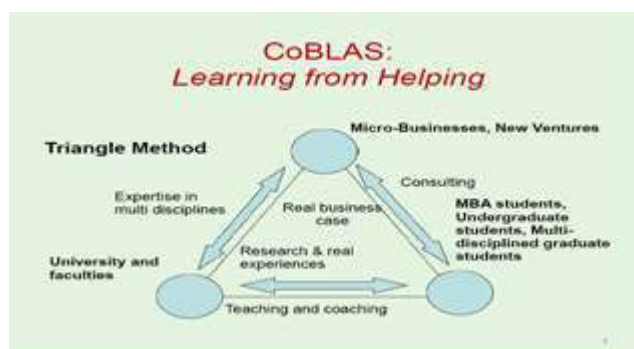 CoBLAS:
Learning from Helping
Micro-Businesses, New Ventures
Triangle Method
Expertise in
multi disciplines
Real business
case
Consulting
MBA students,
Undergraduate
students, Multi-
disciplined graduate
students
University and
faculties
Research & real
experiences
Teaching and coaching